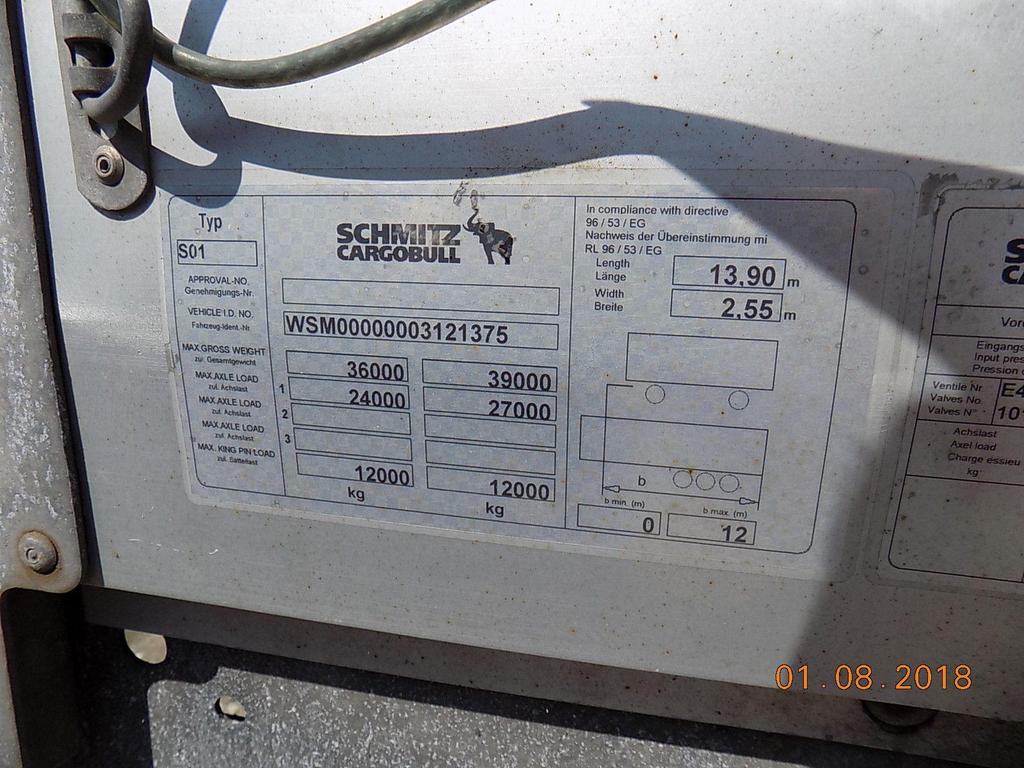 Typ
S01
APPROVAL-NO.
Genehmigungs-Nr.
VEHICLE I.D. NO.
Fahrzeug-Ident.-Nr.
WSM00000003121375
SCHMITZ
CARGOBULL
MAX.GROSS WEIGHT
zul. Gesamtgewicht
36000 39000
MAX.AXLE LOAD
zul. Achslast
1 24000 27000
MAX.AXLE LOAD
zul. Achslast
2
MAX.AXLE LOAD
zul. Achslast
3
MAX. KING PIN LOAD
zul. Sattellast
12000 12000
kg kg
In compliance with directive
96 / 53 / EG
Nachweis der Übereinstimmung mi
RL 96 / 53 / EG
Length
Länge
13,90 m
Width
Breite
2,55 m
b
b min. (m) b max. (m)
0 12
S
CA
Vor
Eingangs
Input pres
Pression d
Ventile Nr.
Valves No.
Valves N°
E4
10
Achslast
Axel load
Charge essieu
kg
01.08.2018